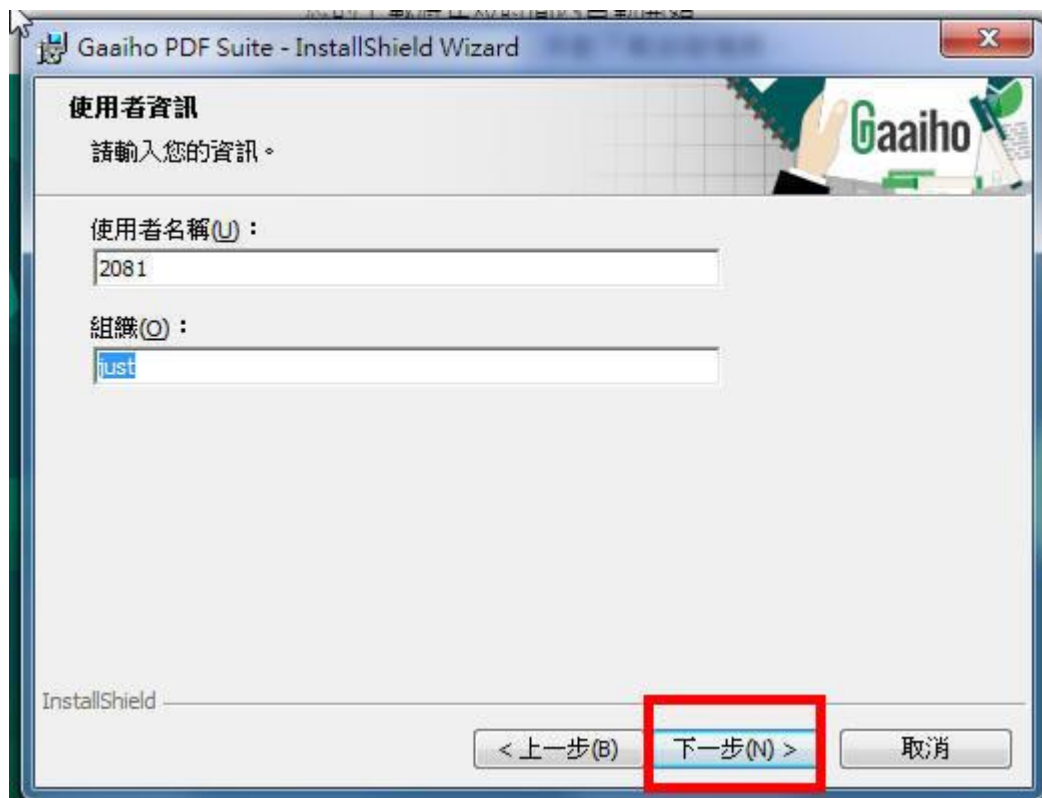 Gaaiho PDF Suite - InstallShield Wizard
使用者資訊
請輸入您的資訊。
Gaaiho
使用者名稱(U)：
2081
組織(O)：
just
InstallShield
< 上一步(B)
下一步(N) >
取消